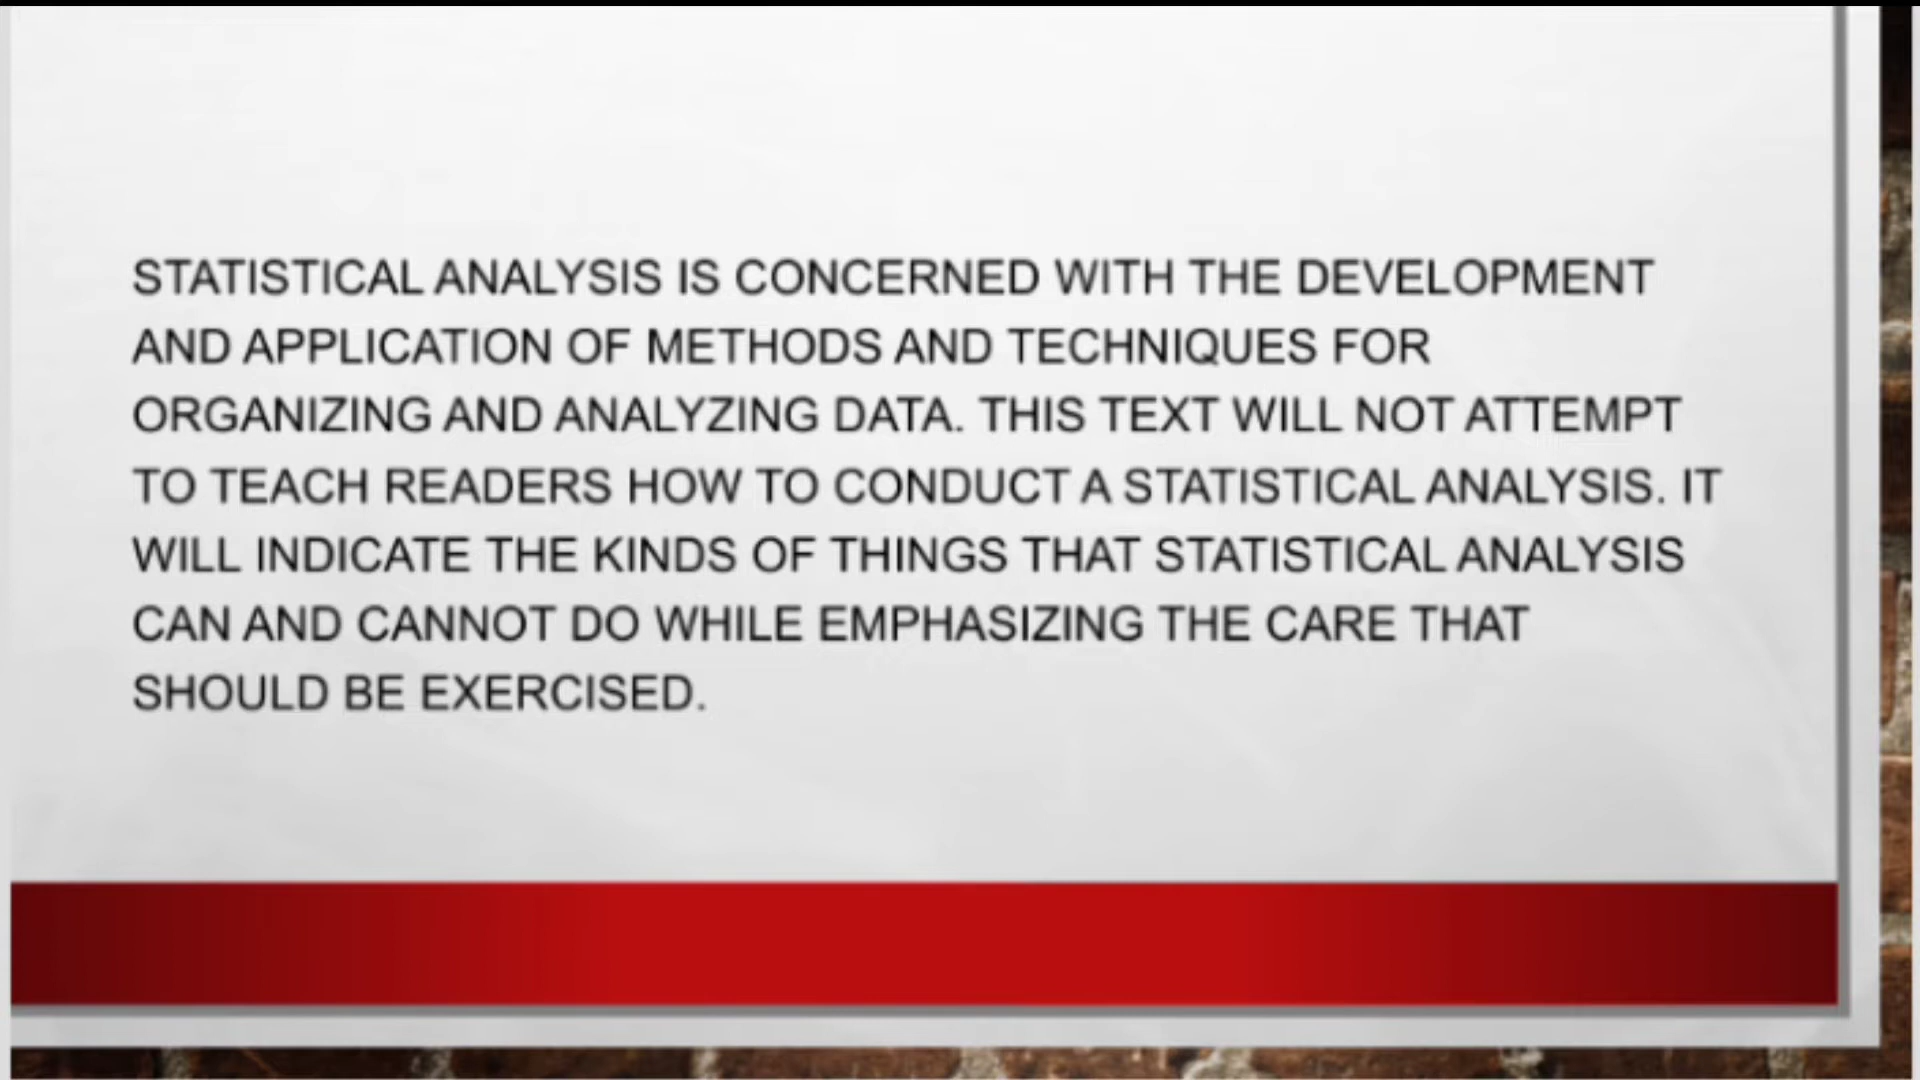 STATISTICAL ANALYSIS IS CONCERNED WITH THE DEVELOPMENT
AND APPLICATION OF METHODS AND TECHNIQUES FOR
ORGANIZING AND ANALYZING DATA. THIS TEXT WILL NOT ATTEMPT
TO TEACH READERS HOW TO CONDUCT A STATISTICAL ANALYSIS. IT
WILL INDICATE THE KINDS OF THINGS THAT STATISTICAL ANALYSIS
CAN AND CANNOT DO WHILE EMPHASIZING THE CARE THAT
SHOULD BE EXERCISED.